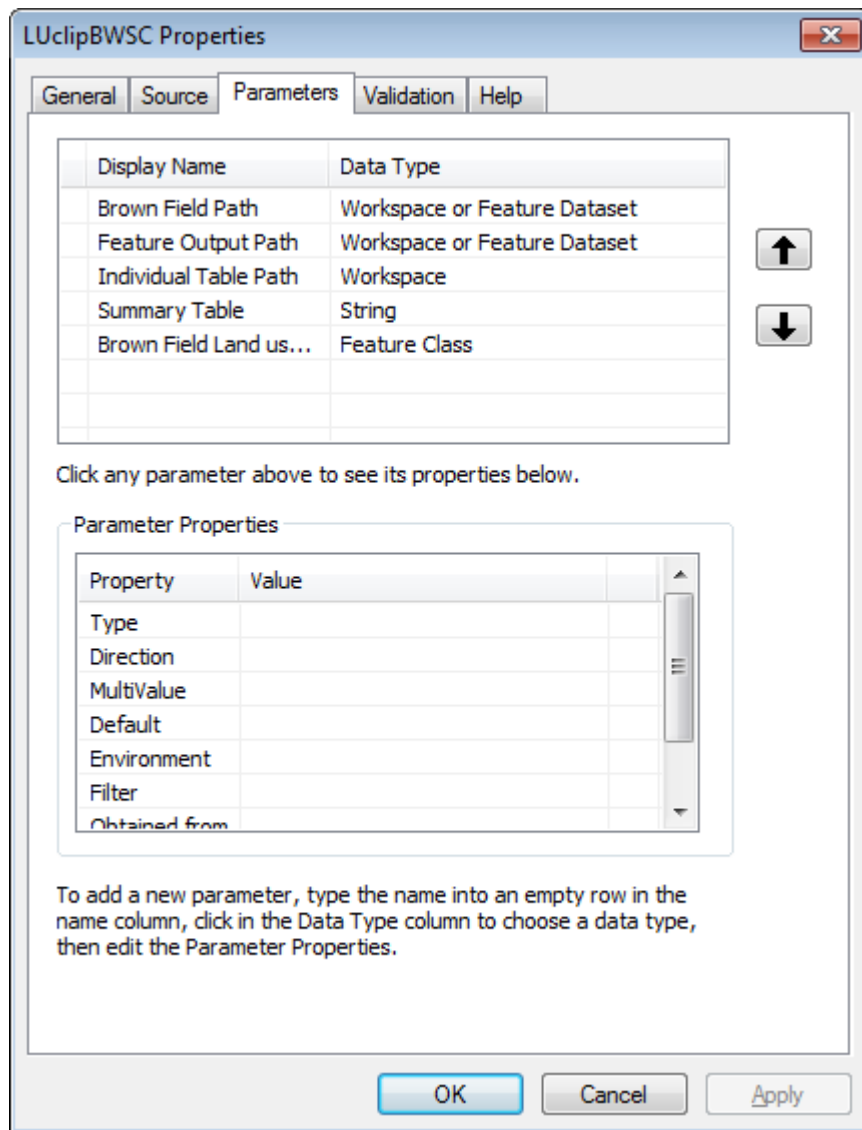 LUclipBWSC Properties
General Source Parameters Validation Help
Display Name Data Type
Brown Field Path Workspace or Feature Dataset
Feature Output Path Workspace or Feature Dataset
Individual Table Path Workspace
Summary Table String
Brown Field Land us... Feature Class
Click any parameter above to see its properties below.
Parameter Properties
Property Value
Type
Direction
MultiValue
Default
Environment
Filter
Obtained from
To add a new parameter, type the name into an empty row in the
name column, click in the Data Type column to choose a data type,
then edit the Parameter Properties.
OK Cancel Apply